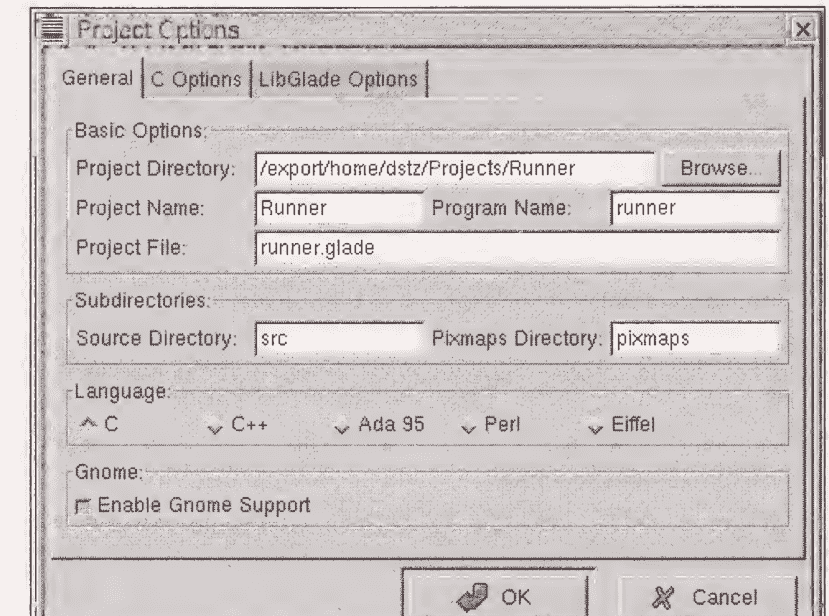 Project Options
General C Options LibGlade Options
Basic Options:
Project Directory: /export/home/dstz/Projects/Runner Browse...
Project Name: Runner Program Name: runner
Project File: runner.glade
Subdirectories:
Source Directory: src Pixmaps Directory: pixmaps
Language:
C C++ Ada 95 Perl Eiffel
Gnome:
Enable Gnome Support
OK Cancel